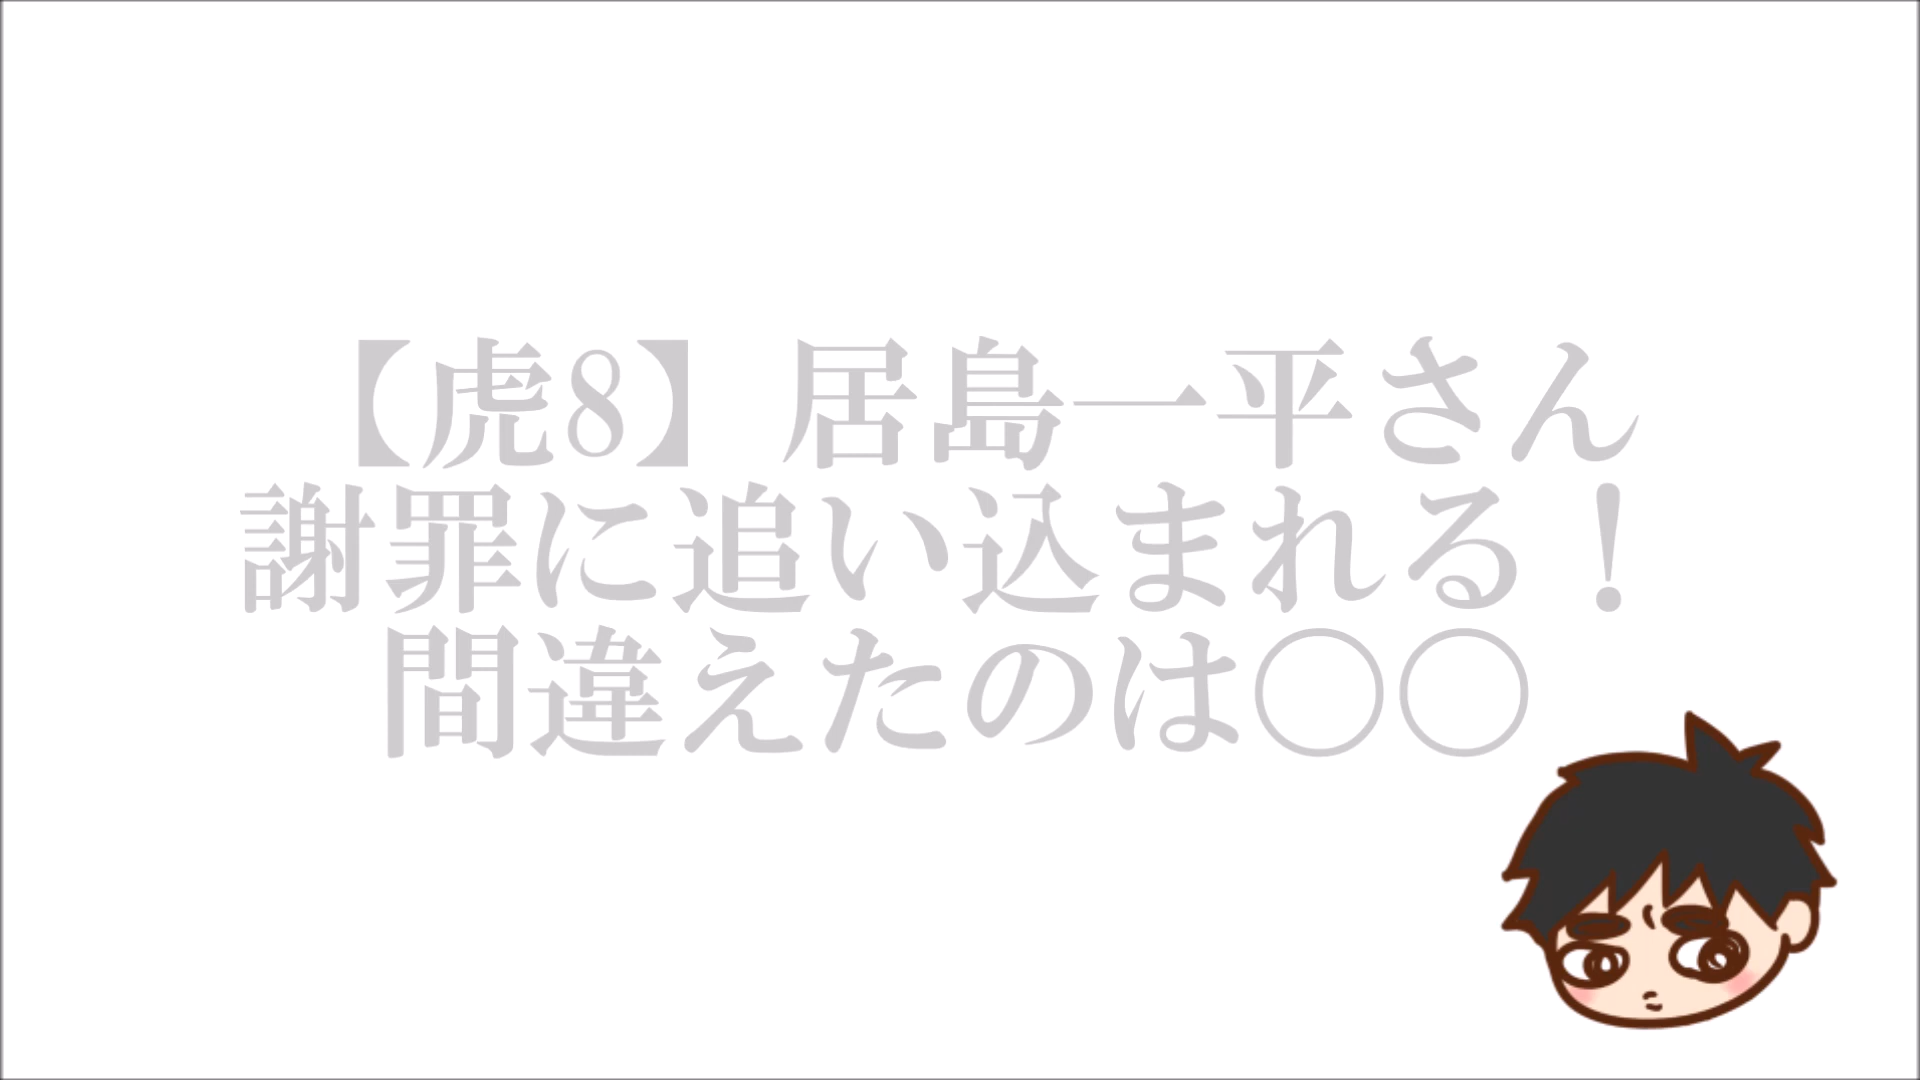 【虎8】居島一平さん
謝罪に追い込まれる！
間違えたのは〇〇